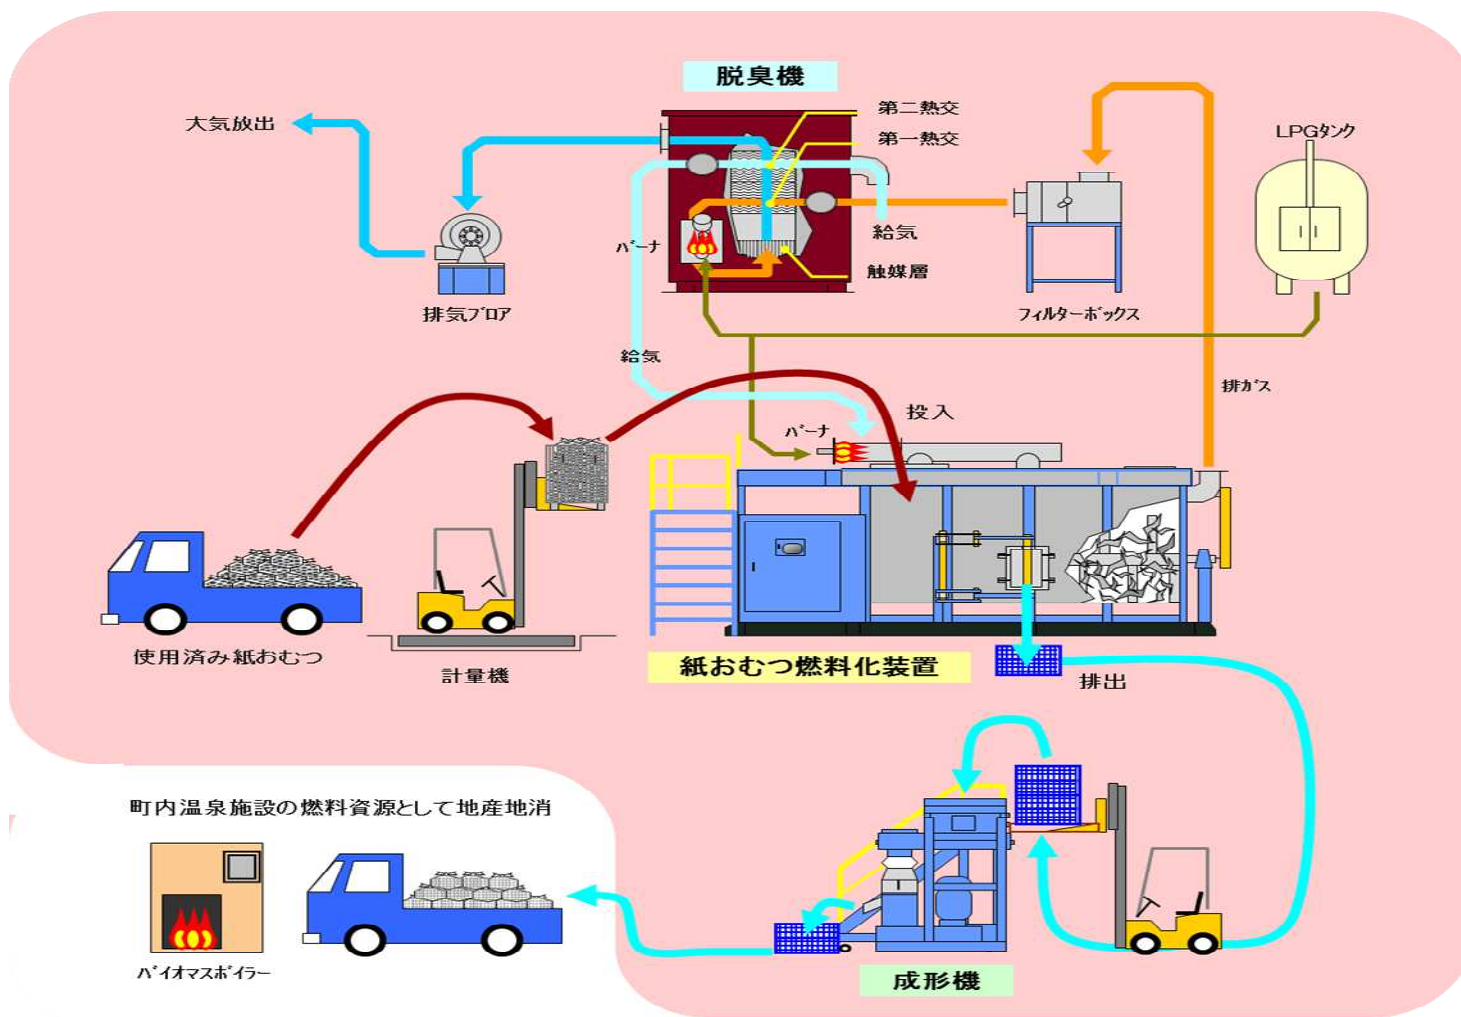 脱臭機
大気放出
第二熱交
第一熱交
LPGタンク
バーナ
給気
触媒層
排気ブロア
フィルターボックス
給気
排ガス
投入
バーナ
使用済み紙おむつ
計量機
紙おむつ燃料化装置
排出
町内温泉施設の燃料資源として地産地消
バイオマスボイラー
成形機